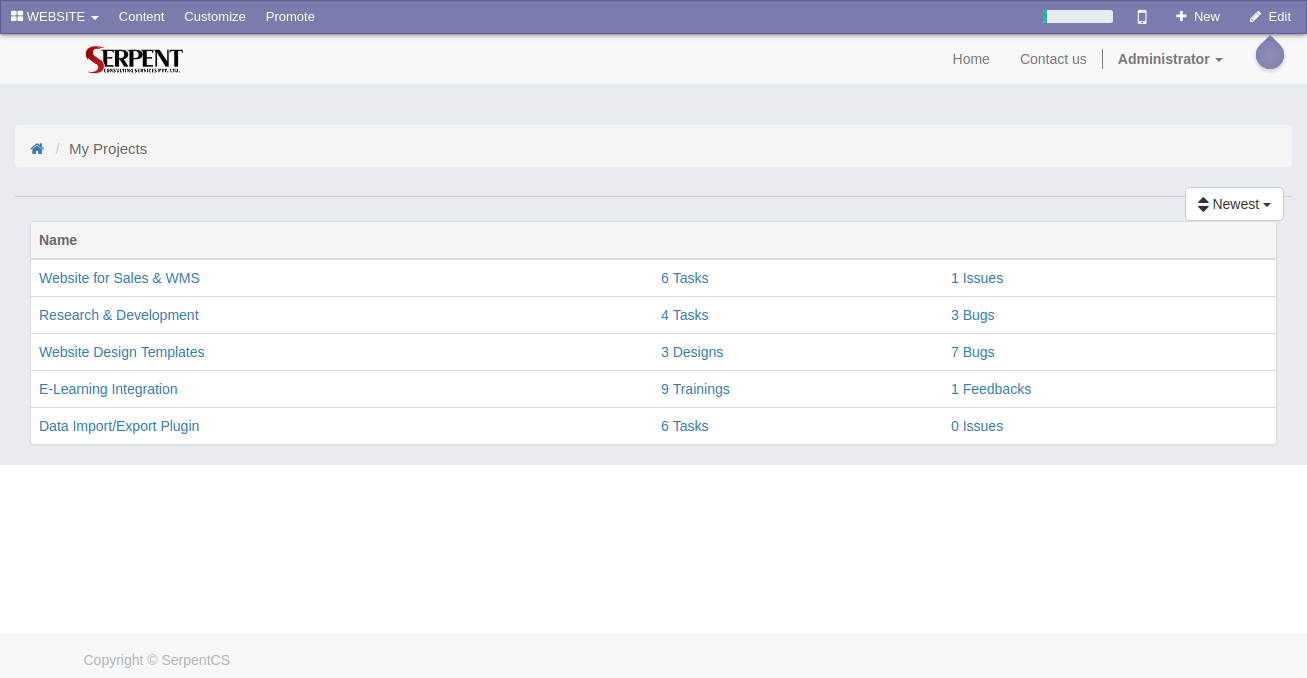 WEBSITE Content Customize Promote New Edit
SERPENT
CONSULTING SERVICES PVT. LTD.
Home Contact us Administrator
/ My Projects
Newest
Name
Website for Sales & WMS 6 Tasks 1 Issues
Research & Development 4 Tasks 3 Bugs
Website Design Templates 3 Designs 7 Bugs
E-Learning Integration 9 Trainings 1 Feedbacks
Data Import/Export Plugin 6 Tasks 0 Issues
Copyright © SerpentCS